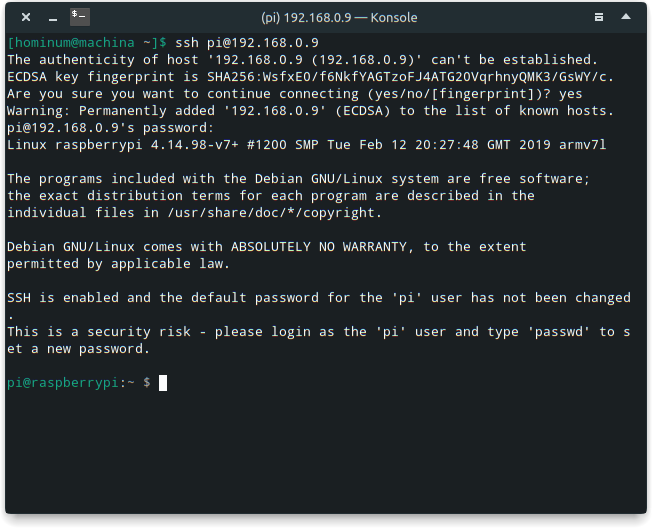 (pi) 192.168.0.9 — Konsole
[hominum@machina ~]$ ssh pi@192.168.0.9
The authenticity of host '192.168.0.9 (192.168.0.9)' can't be established.
ECDSA key fingerprint is SHA256:WsfxEO/f6NkfYAGTzoFJ4ATG2OVqrhnyQMK3/GsWY/c.
Are you sure you want to continue connecting (yes/no/[fingerprint])? yes
Warning: Permanently added '192.168.0.9' (ECDSA) to the list of known hosts.
pi@192.168.0.9's password:
Linux raspberrypi 4.14.98-v7+ #1200 SMP Tue Feb 12 20:27:48 GMT 2019 armv7l
The programs included with the Debian GNU/Linux system are free software;
the exact distribution terms for each program are described in the
individual files in /usr/share/doc/*/copyright.
Debian GNU/Linux comes with ABSOLUTELY NO WARRANTY, to the extent
permitted by applicable law.
SSH is enabled and the default password for the 'pi' user has not been changed
.
This is a security risk - please login as the 'pi' user and type 'passwd' to s
et a new password.
pi@raspberrypi:~ $